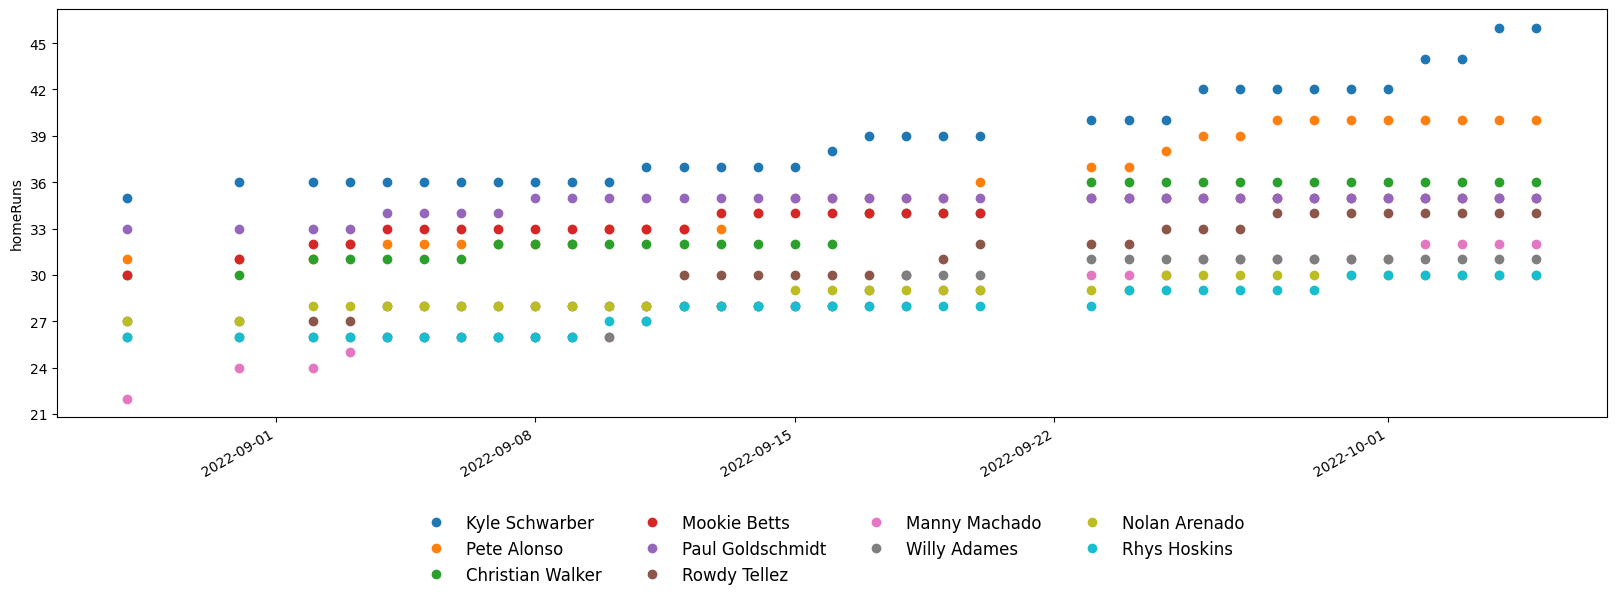 45
42
39
36
33
30
27
24
21
homeRuns
2022-09-01
2022-09-08
2022-09-15
2022-09-22
2022-10-01
Kyle Schwarber
Pete Alonso
Christian Walker
Mookie Betts
Paul Goldschmidt
Rowdy Tellez
Manny Machado
Willy Adames
Nolan Arenado
Rhys Hoskins